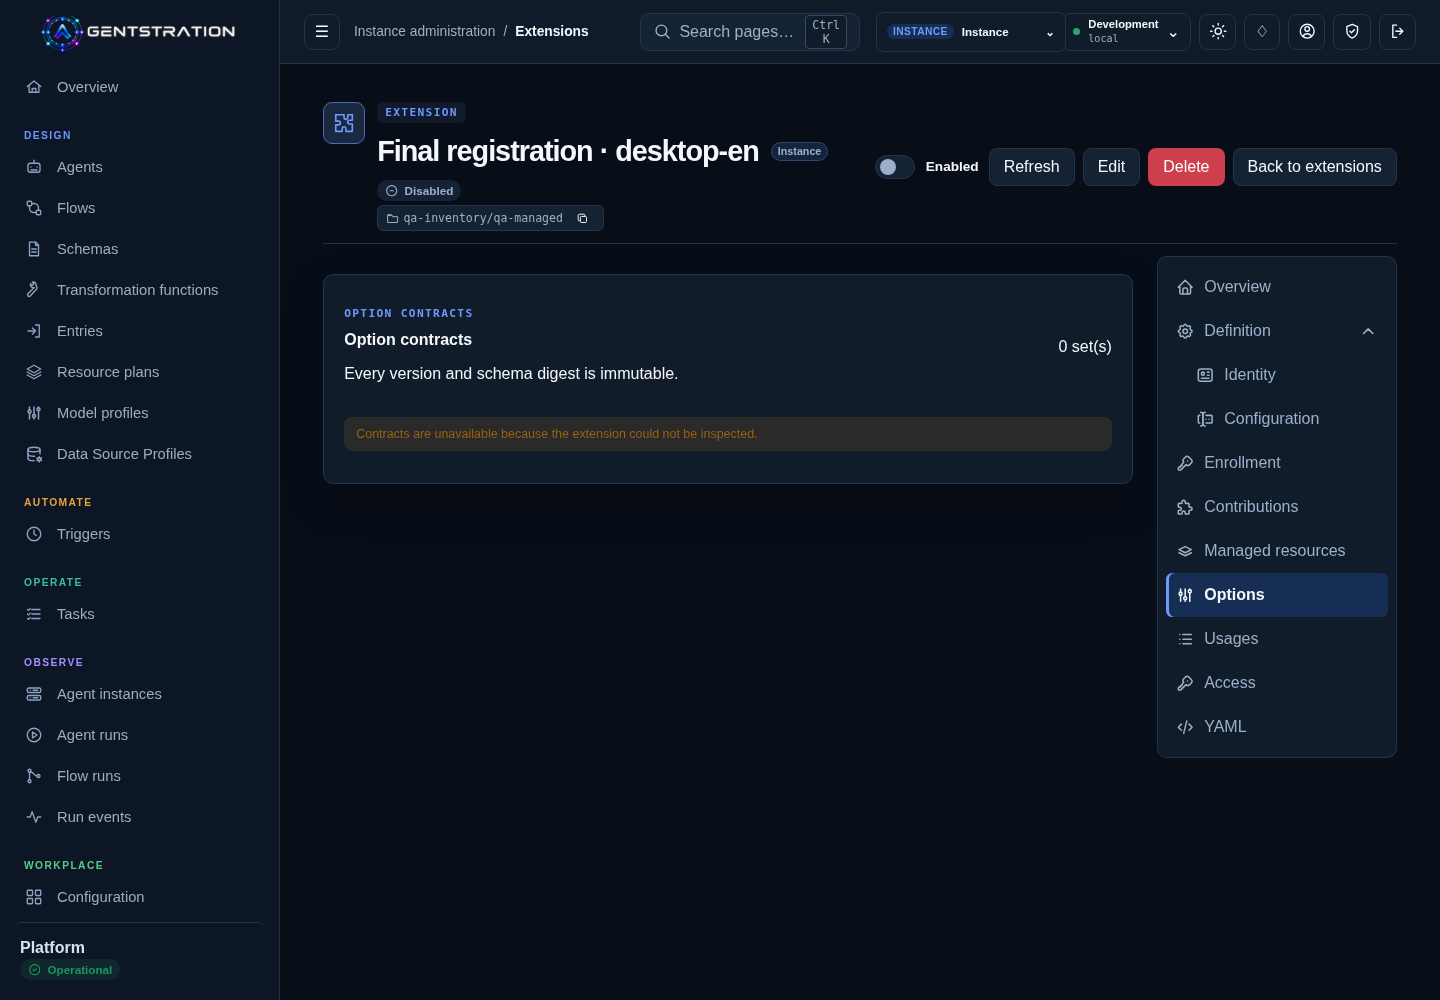 GENTSTRATION
Overview
DESIGN
Agents
Flows
Schemas
Transformation functions
Entries
Resource plans
Model profiles
Data Source Profiles
AUTOMATE
Triggers
OPERATE
Tasks
OBSERVE
Agent instances
Agent runs
Flow runs
Run events
WORKPLACE
Configuration
Platform
Operational
Instance administration / Extensions
Search pages… Ctrl K
INSTANCE Instance
Development
local
EXTENSION
Final registration · desktop-en Instance
Disabled
qa-inventory/qa-managed
Enabled Refresh Edit Delete Back to extensions
OPTION CONTRACTS
Option contracts
0 set(s)
Every version and schema digest is immutable.
Contracts are unavailable because the extension could not be inspected.
Overview
Definition
Identity
Configuration
Enrollment
Contributions
Managed resources
Options
Usages
Access
YAML